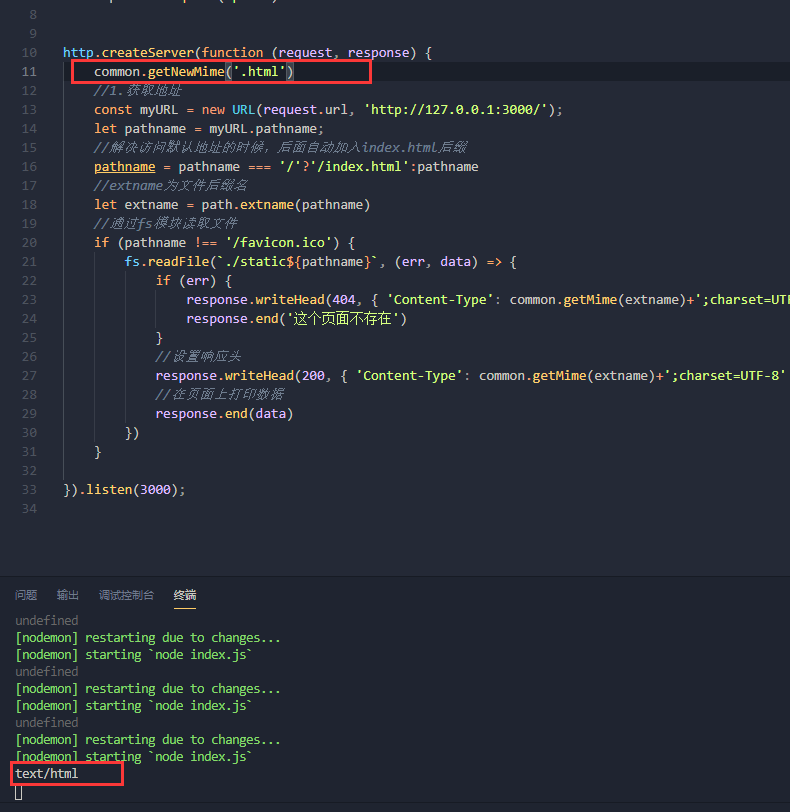 8
9
10 http.createServer(function (request, response) {
11 common.getNewMime('.html')
12 //1.获取地址
13 const myURL = new URL(request.url, 'http://127.0.0.1:3000/');
14 let pathname = myURL.pathname;
15 //解决访问默认地址的时候，后面自动加入index.html后缀
16 pathname = pathname === '/'?'/index.html':pathname
17 //extname为文件后缀名
18 let extname = path.extname(pathname)
19 //通过fs模块读取文件
20 if (pathname !== '/favicon.ico') {
21 fs.readFile(`./static${pathname}`, (err, data) => {
22 if (err) {
23 response.writeHead(404, { 'Content-Type': common.getMime(extname)+';charset=UTF
24 response.end('这个页面不存在')
25 }
26 //设置响应头
27 response.writeHead(200, { 'Content-Type': common.getMime(extname)+';charset=UTF-8'
28 //在页面上打印数据
29 response.end(data)
30 })
31 }
32
33 }).listen(3000);
34
问题 输出 调试控制台 终端
undefined
[nodemon] restarting due to changes...
[nodemon] starting `node index.js`
undefined
[nodemon] restarting due to changes...
[nodemon] starting `node index.js`
undefined
[nodemon] restarting due to changes...
[nodemon] starting `node index.js`
text/html